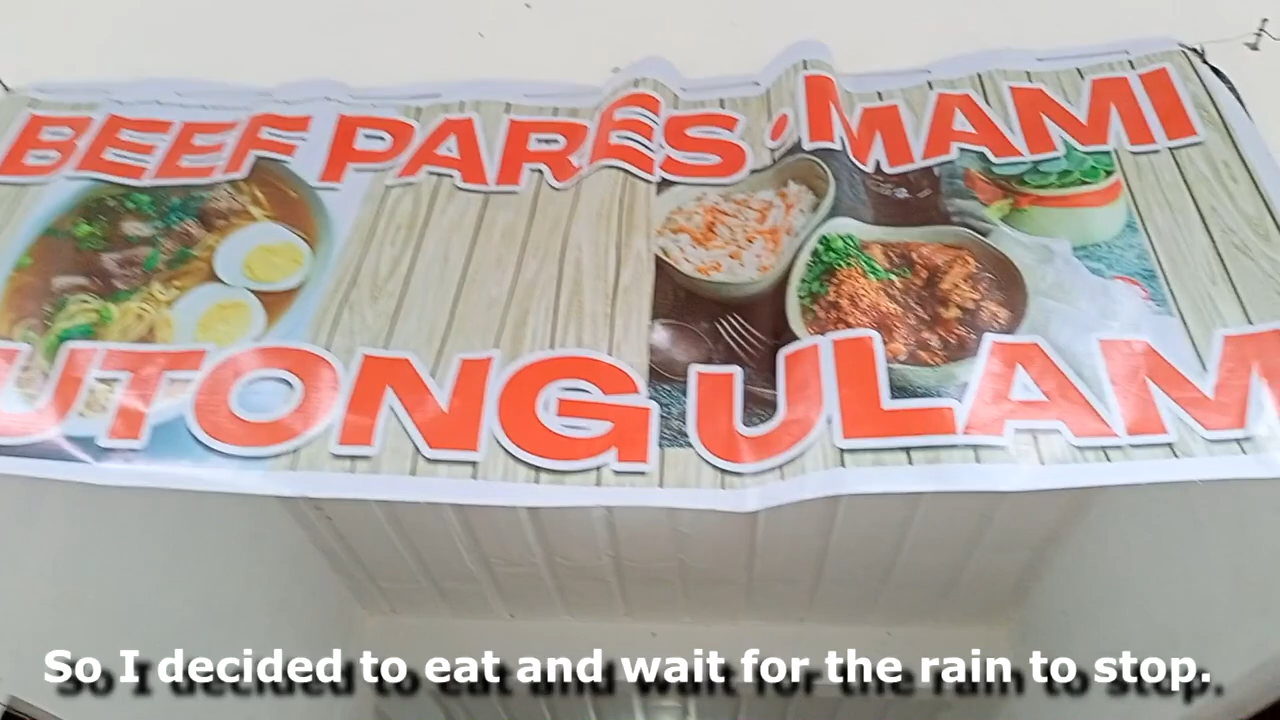 BEEF PARES • MAMI
UTONG ULAM
So I decided to eat and wait for the rain to stop.